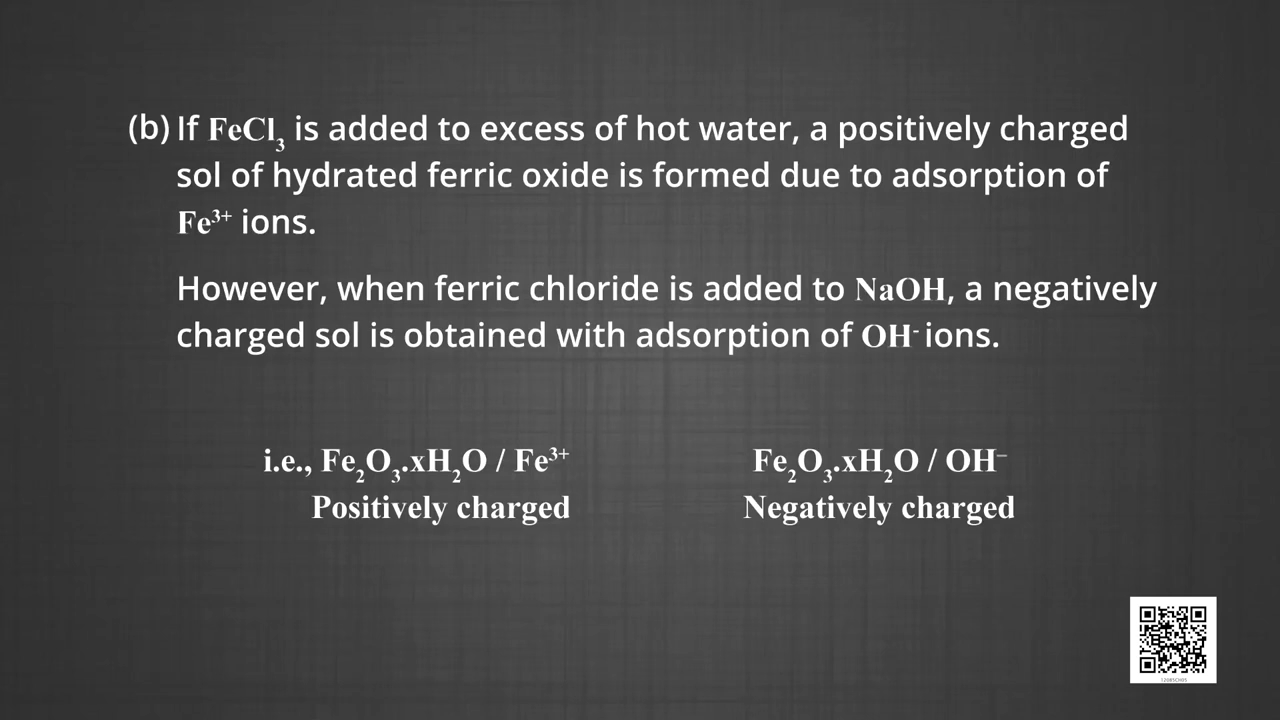 (b) If FeCl₃ is added to excess of hot water, a positively charged
sol of hydrated ferric oxide is formed due to adsorption of
Fe³⁺ ions.
However, when ferric chloride is added to NaOH, a negatively
charged sol is obtained with adsorption of OH⁻ ions.
i.e., Fe₂O₃.xH₂O / Fe³⁺
Positively charged
Fe₂O₃.xH₂O / OH⁻
Negatively charged